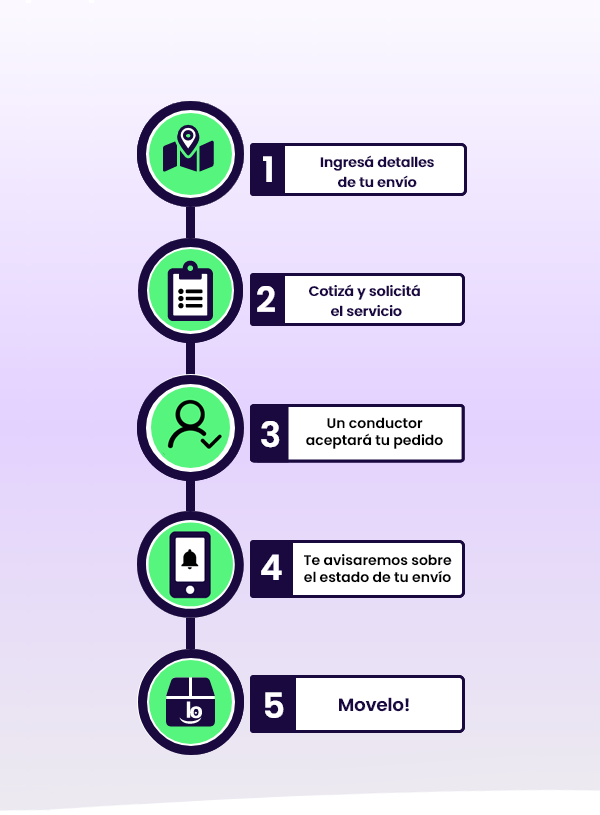 1
Ingresá detalles
de tu envío
2
Cotizá y solicitá
el servicio
3
Un conductor
aceptará tu pedido
4
Te avisaremos sobre
el estado de tu envío
lo
5
Movelo!